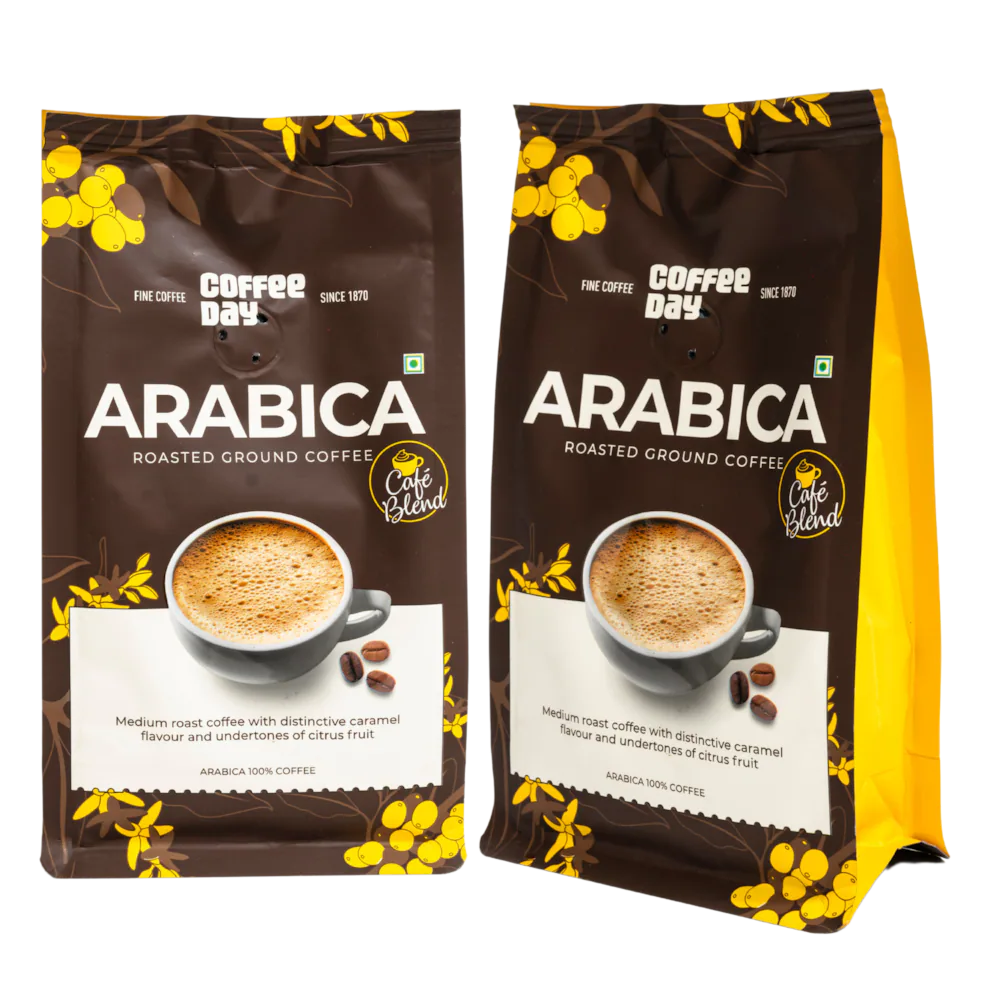 FINE COFFEE
COFFee
Day
SINCE 1870
ARABICA
ROASTED GROUND COFFEE
Café
Blend
Medium roast coffee with distinctive caramel
flavour and undertones of citrus fruit
ARABICA 100% COFFEE
FINE COFFEE
COFFee
Day
SINCE 1870
ARABICA
ROASTED GROUND COFFEE
Café
Blend
Medium roast coffee with distinctive caramel
flavour and undertones of citrus fruit
ARABICA 100% COFFEE